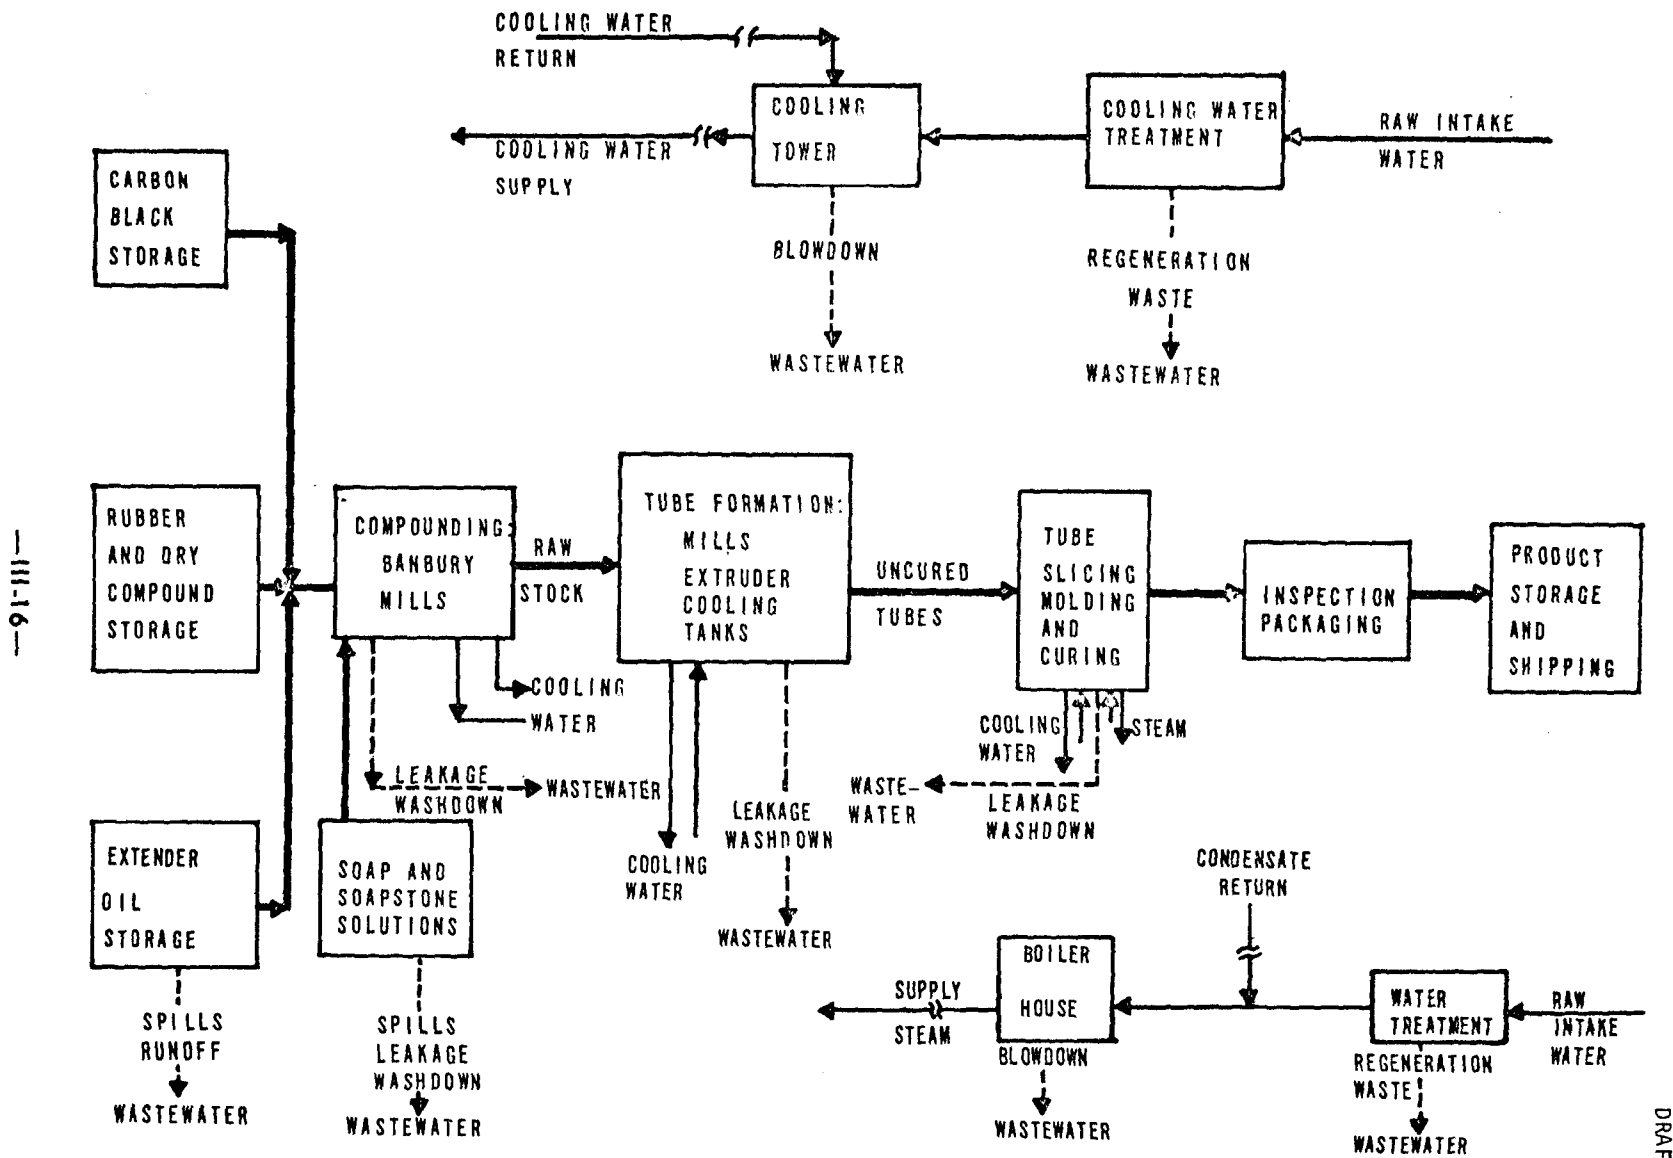 COOLING WATER
RETURN
COOLING
TOWER
COOLING WATER
TREATMENT
RAW INTAKE
WATER
COOLING WATER
SUPPLY
BLOWDOWN
WASTEWATER
REGENERATION
WASTE
WASTEWATER
CARBON
BLACK
STORAGE
RUBBER
AND DRY
COMPOUND
STORAGE
COMPOUNDING:
BANBURY
MILLS
RAW
STOCK
TUBE FORMATION:
MILLS
EXTRUDER
COOLING
TANKS
UNCURED
TUBES
TUBE
SLICING
MOLDING
AND
CURING
INSPECTION
PACKAGING
PRODUCT
STORAGE
AND
SHIPPING
COOLING
WATER
LEAKAGE
WASHDOWN
WASTEWATER
COOLING
WATER
LEAKAGE
WASHDOWN
WASTEWATER
COOLING
WATER
STEAM
WASTE-
WATER
LEAKAGE
WASHDOWN
EXTENDER
OIL
STORAGE
SPILLS
RUNOFF
WASTEWATER
SOAP AND
SOAPSTONE
SOLUTIONS
SPILLS
LEAKAGE
WASHDOWN
WASTEWATER
CONDENSATE
RETURN
SUPPLY
STEAM
BOILER
HOUSE
BLOWDOWN
WASTEWATER
WATER
TREATMENT
RAW
INTAKE
WATER
REGENERATION
WASTE
WASTEWATER
—III-16—
DRAF